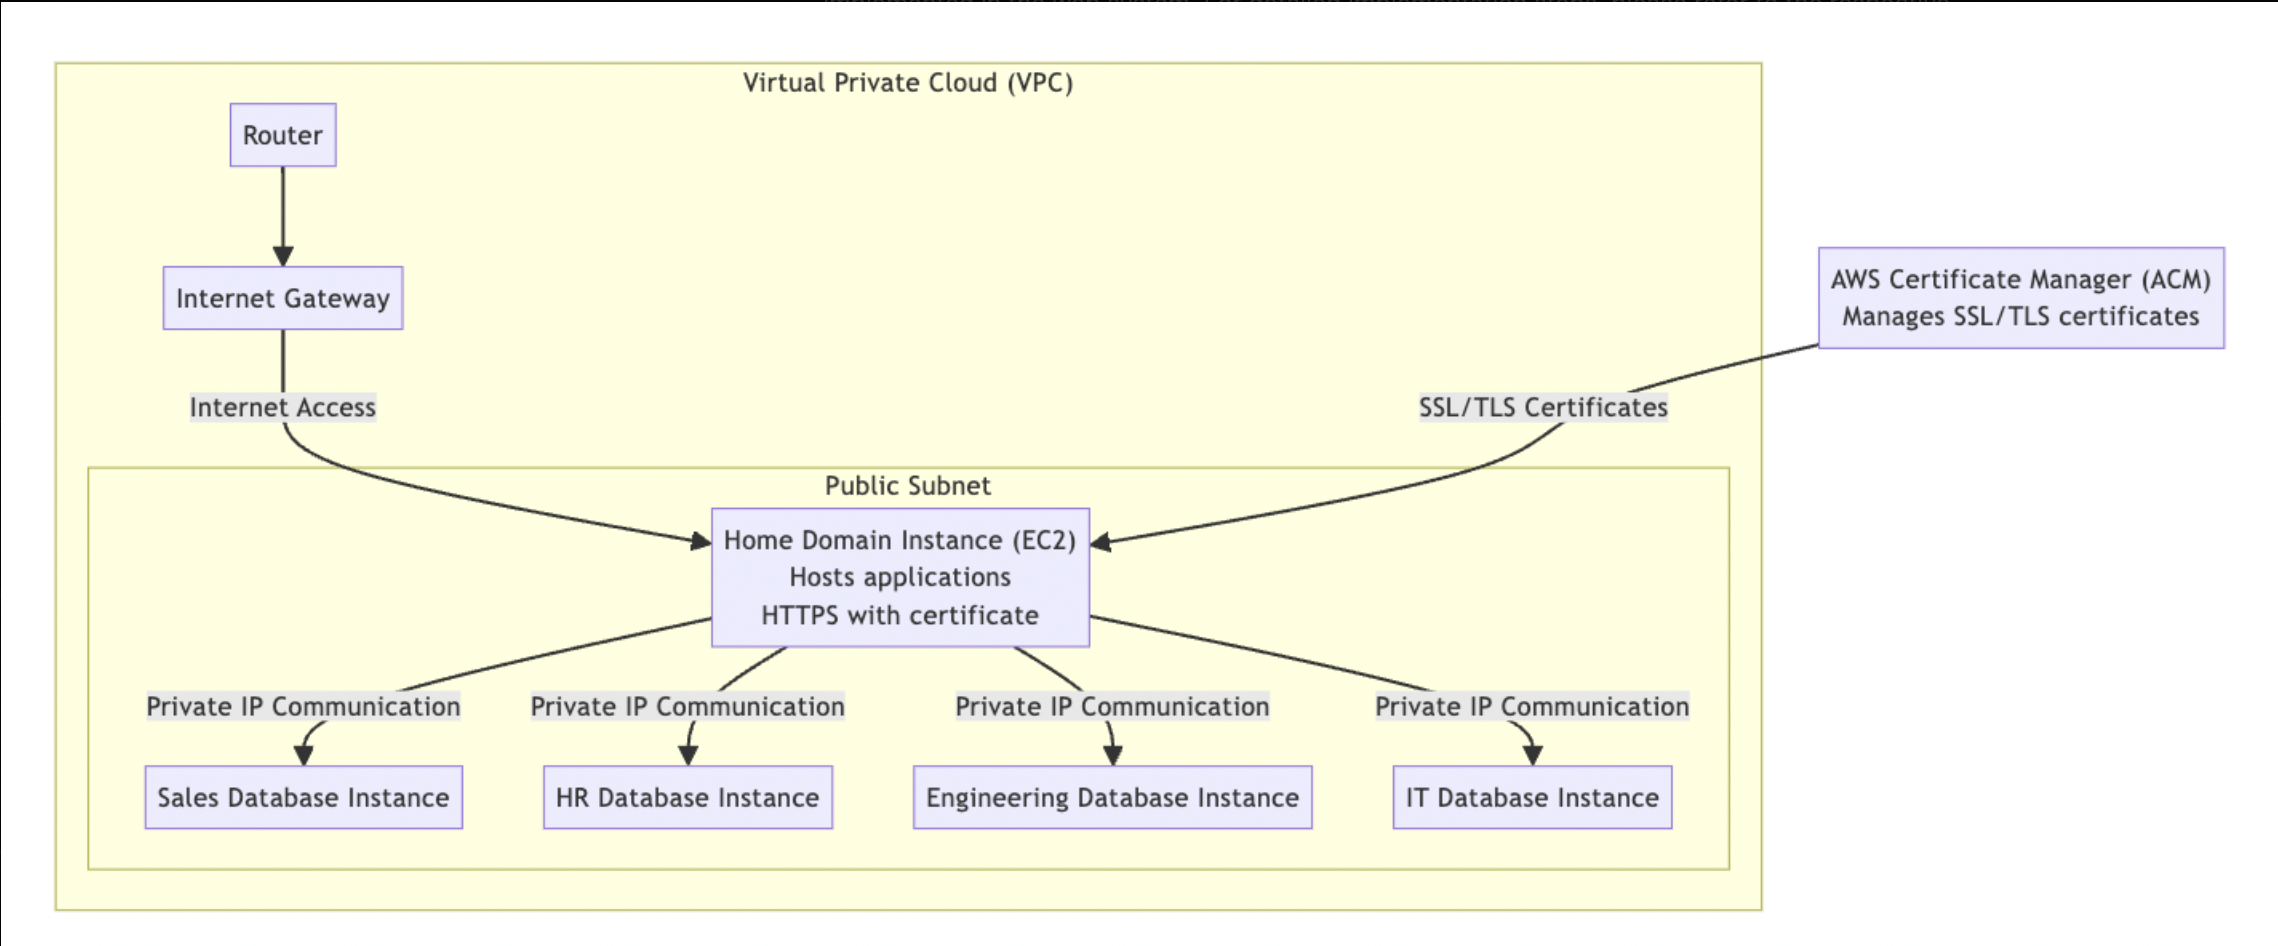 Virtual Private Cloud (VPC)
Router
Internet Gateway
AWS Certificate Manager (ACM)
Manages SSL/TLS certificates
Internet Access
SSL/TLS Certificates
Public Subnet
Home Domain Instance (EC2)
Hosts applications
HTTPS with certificate
Private IP Communication
Private IP Communication
Private IP Communication
Private IP Communication
Sales Database Instance
HR Database Instance
Engineering Database Instance
IT Database Instance